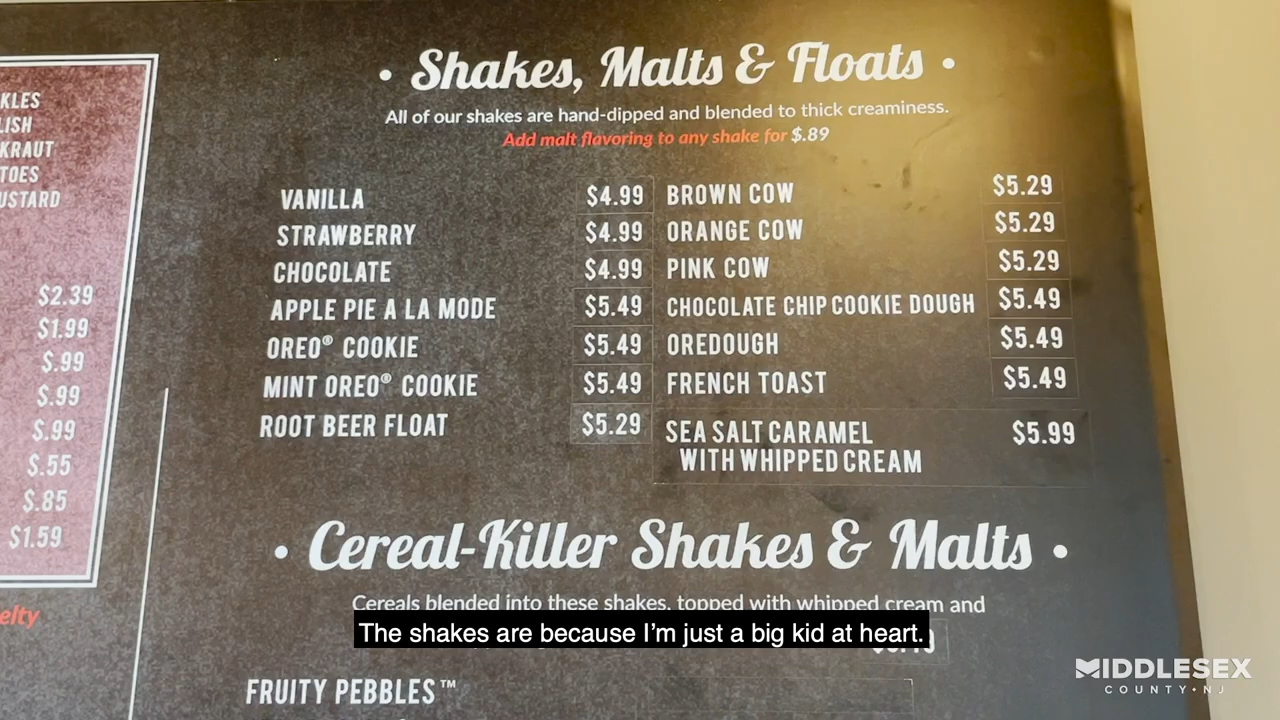 KLES
LISH
KRAUT
TOES
USTARD
$2.39
$1.99
$.99
$.99
$.99
$.55
$.85
$1.59
elty
• Shakes, Malts & Floats •
All of our shakes are hand-dipped and blended to thick creaminess.
Add malt flavoring to any shake for $.89
VANILLA $4.99
STRAWBERRY $4.99
CHOCOLATE $4.99
APPLE PIE A LA MODE $5.49
OREO® COOKIE $5.49
MINT OREO® COOKIE $5.49
ROOT BEER FLOAT $5.29
BROWN COW $5.29
ORANGE COW $5.29
PINK COW $5.29
CHOCOLATE CHIP COOKIE DOUGH $5.49
OREDOUGH $5.49
FRENCH TOAST $5.49
SEA SALT CARAMEL $5.99
WITH WHIPPED CREAM
• Cereal-Killer Shakes & Malts •
Cereals blended into these shakes, topped with whipped cream and
The shakes are because I'm just a big kid at heart.
FRUITY PEBBLES™
MIDDLESEX
COUNTY•NJ